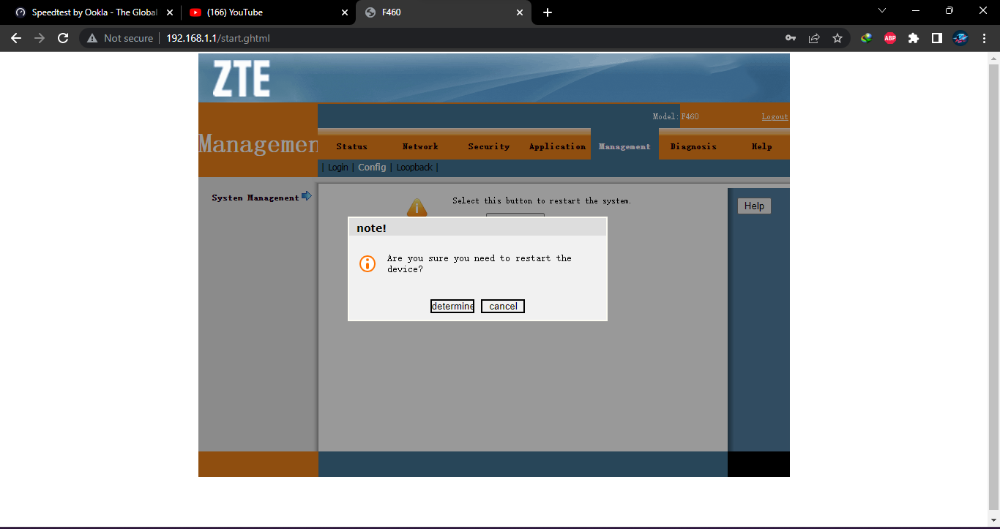 Speedtest by Ookla - The Global
(166) YouTube
F460
Not secure
192.168.1.1/start.ghtml
ABP
ZTE
Model: F460
Logout
Managemen
Status
Network
Security
Application
Management
Diagnosis
Help
| Login | Config | Loopback |
System Management
Select this button to restart the system.
Help
note!
Are you sure you need to restart the
device?
determine
cancel